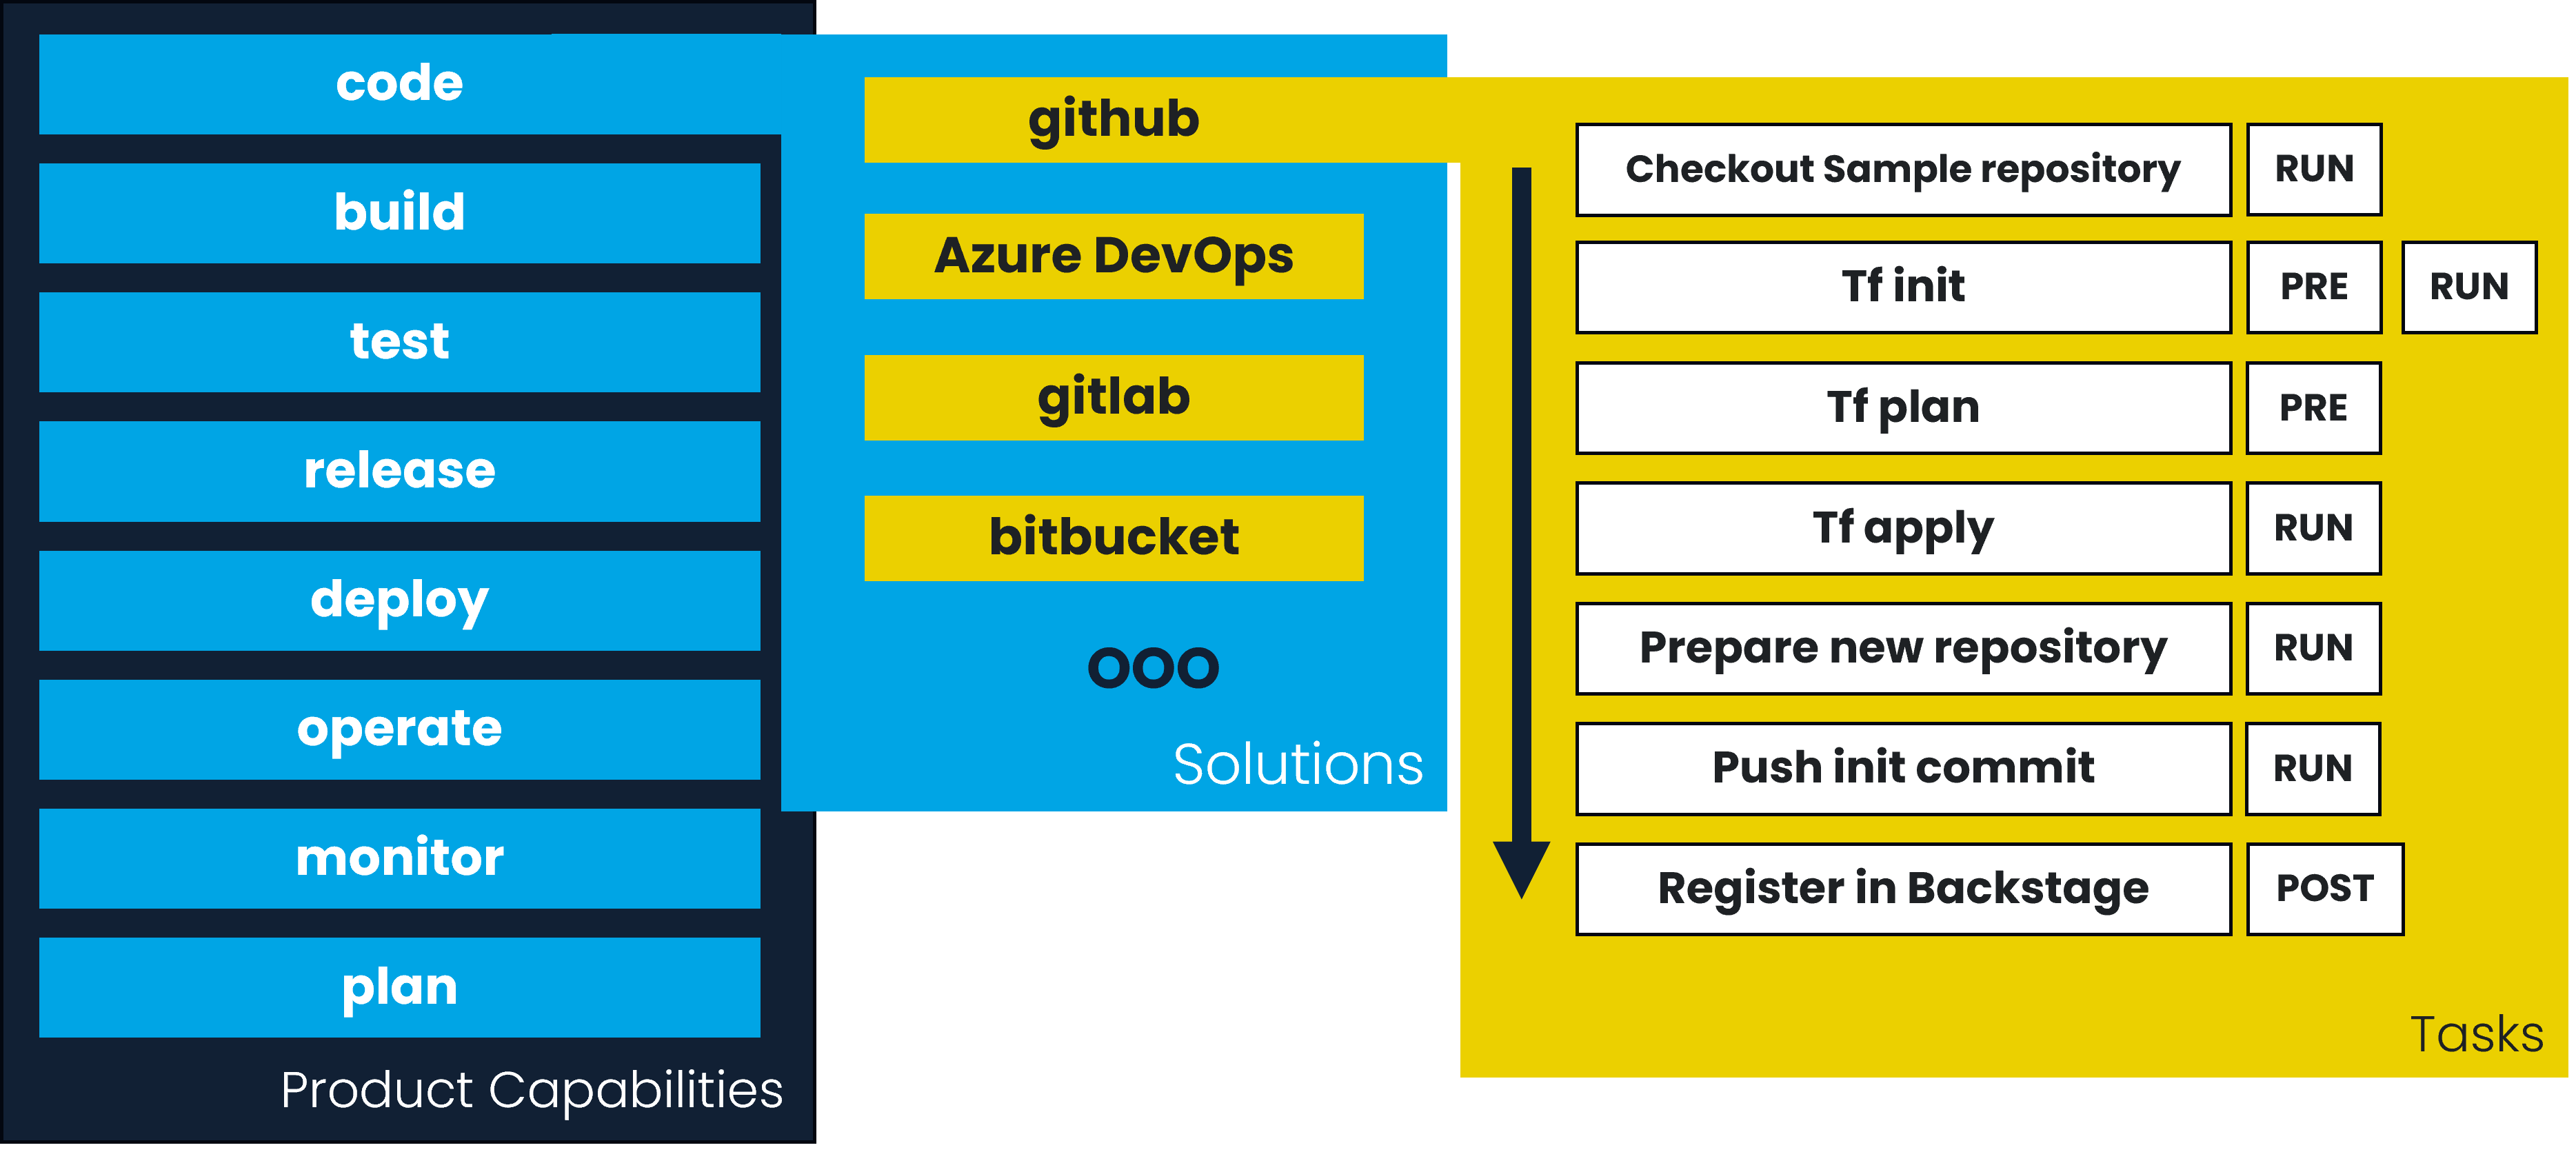 code
build
test
release
deploy
operate
monitor
plan
Product Capabilities
github
Azure DevOps
gitlab
bitbucket
ooo
Solutions
Checkout Sample repository RUN
Tf init PRE RUN
Tf plan PRE
Tf apply RUN
Prepare new repository RUN
Push init commit RUN
Register in Backstage POST
Tasks